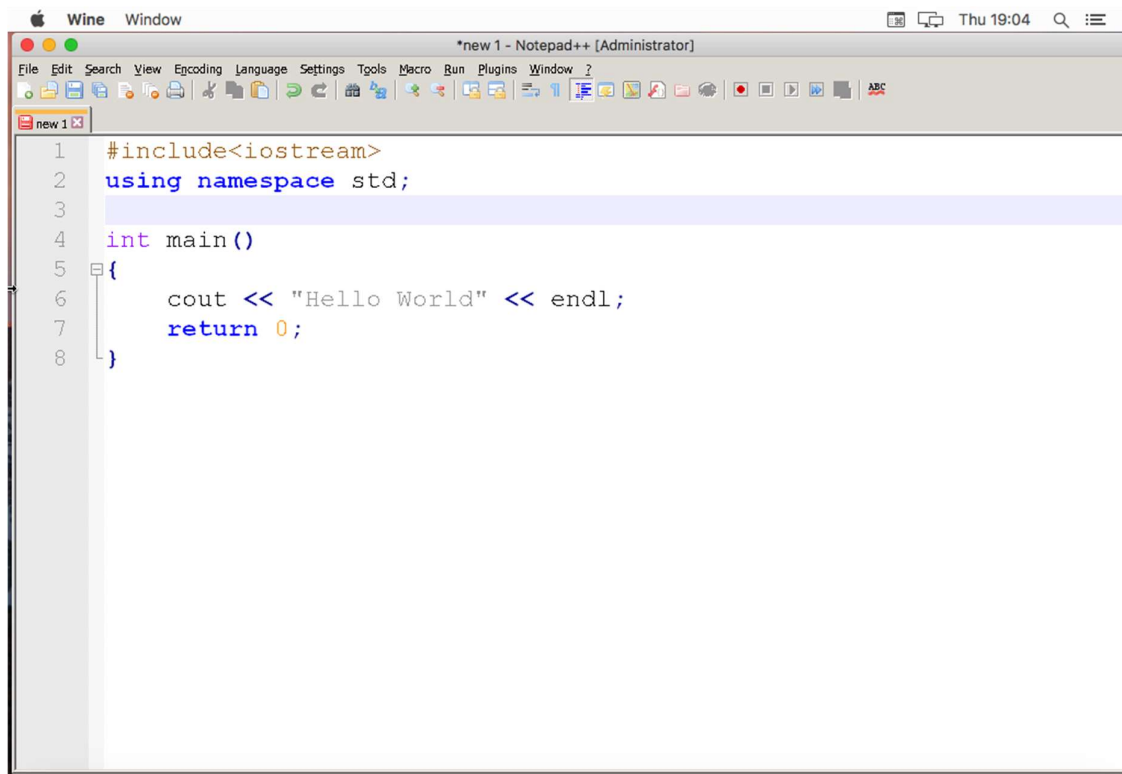 Wine Window Thu 19:04
*new 1 - Notepad++ [Administrator]
File Edit Search View Encoding Language Settings Tools Macro Run Plugins Window ?
ABC
new 1
1 #include<iostream>
2 using namespace std;
3
4 int main()
5 {
6 cout << "Hello World" << endl;
7 return 0;
8 }